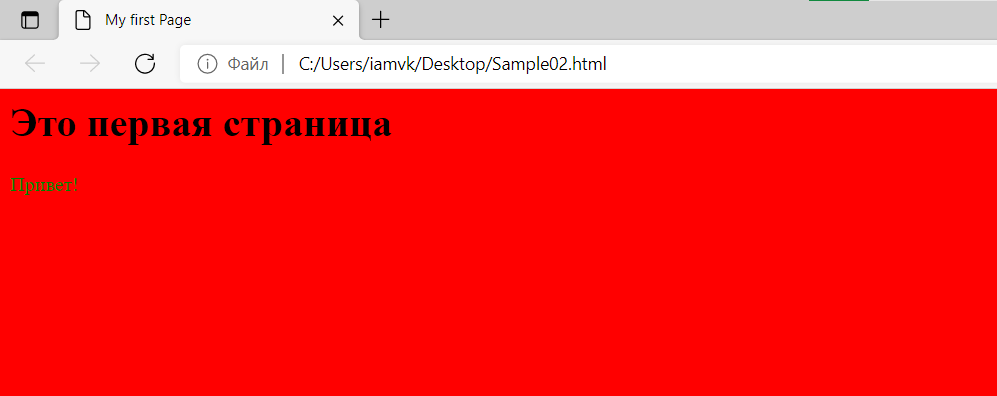 My first Page
Файл
C:/Users/iamvk/Desktop/Sample02.html
Это первая страница
Привет!